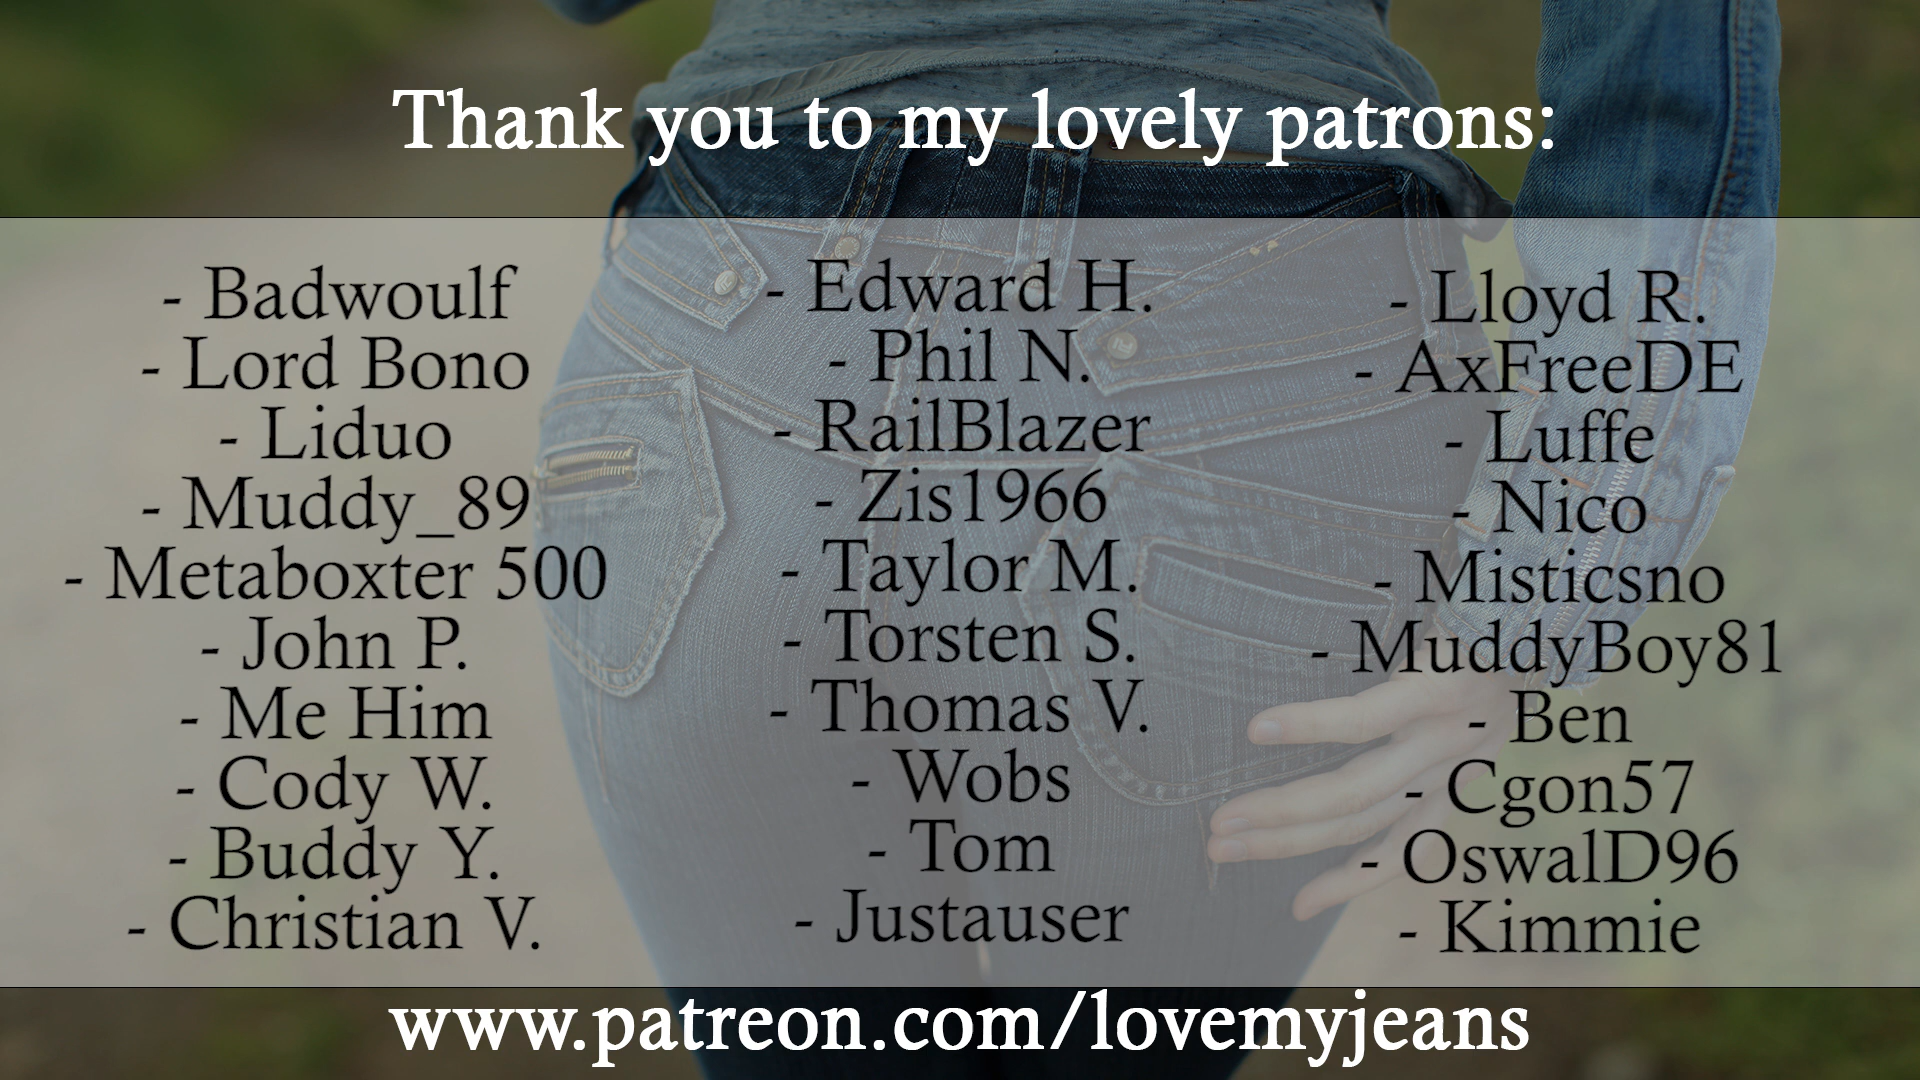 Thank you to my lovely patrons:
- Badwoulf
- Lord Bono
- Liduo
- Muddy_89
- Metaboxter 500
- John P.
- Me Him
- Cody W.
- Buddy Y.
- Christian V.
- Edward H.
- Phil N.
- RailBlazer
- Zis1966
- Taylor M.
- Torsten S.
- Thomas V.
- Wobs
- Tom
- Justauser
- Lloyd R.
- AxFreeDE
- Luffe
- Nico
- Misticsno
- MuddyBoy81
- Ben
- Cgon57
- OswalD96
- Kimmie
www.patreon.com/lovemyjeans